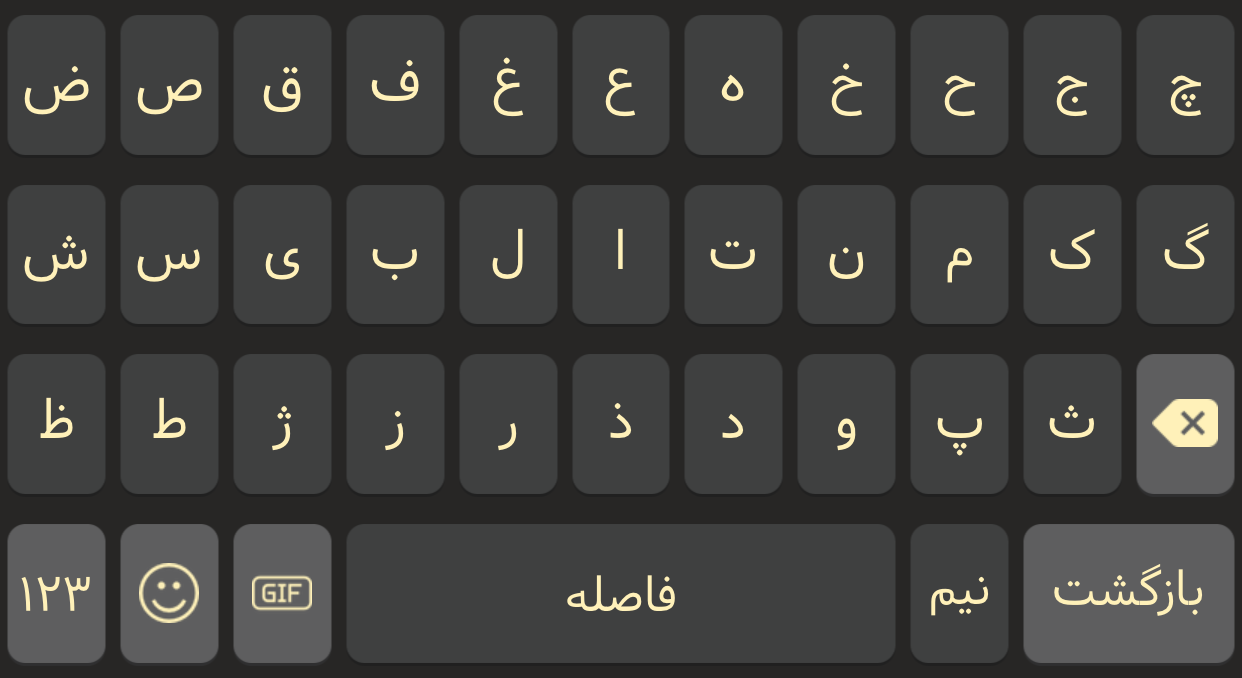 ض ص ق ف غ ع ه خ ح ج چ
ش س ی ب ل ا ت ن م ک گ
ظ ط ژ ز ر ذ د و پ ث
۱۲۳ GIF فاصله نیم بازگشت